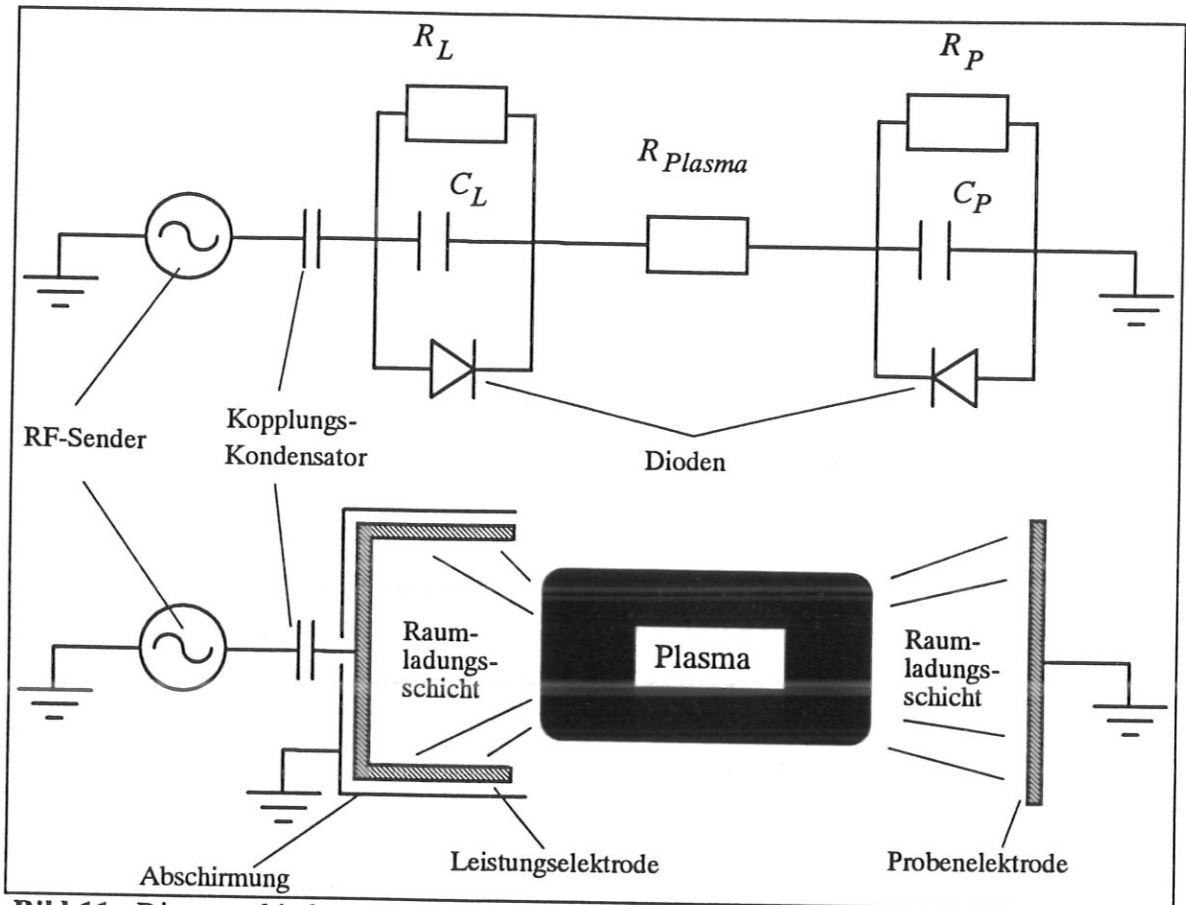 R_L
R_P
R_Plasma
C_L
C_P
RF-Sender
Kopplungs-
Kondensator
Dioden
Raum-
ladungs-
schicht
Plasma
Raum-
ladungs-
schicht
Abschirmung
Leistungselektrode
Probenelektrode